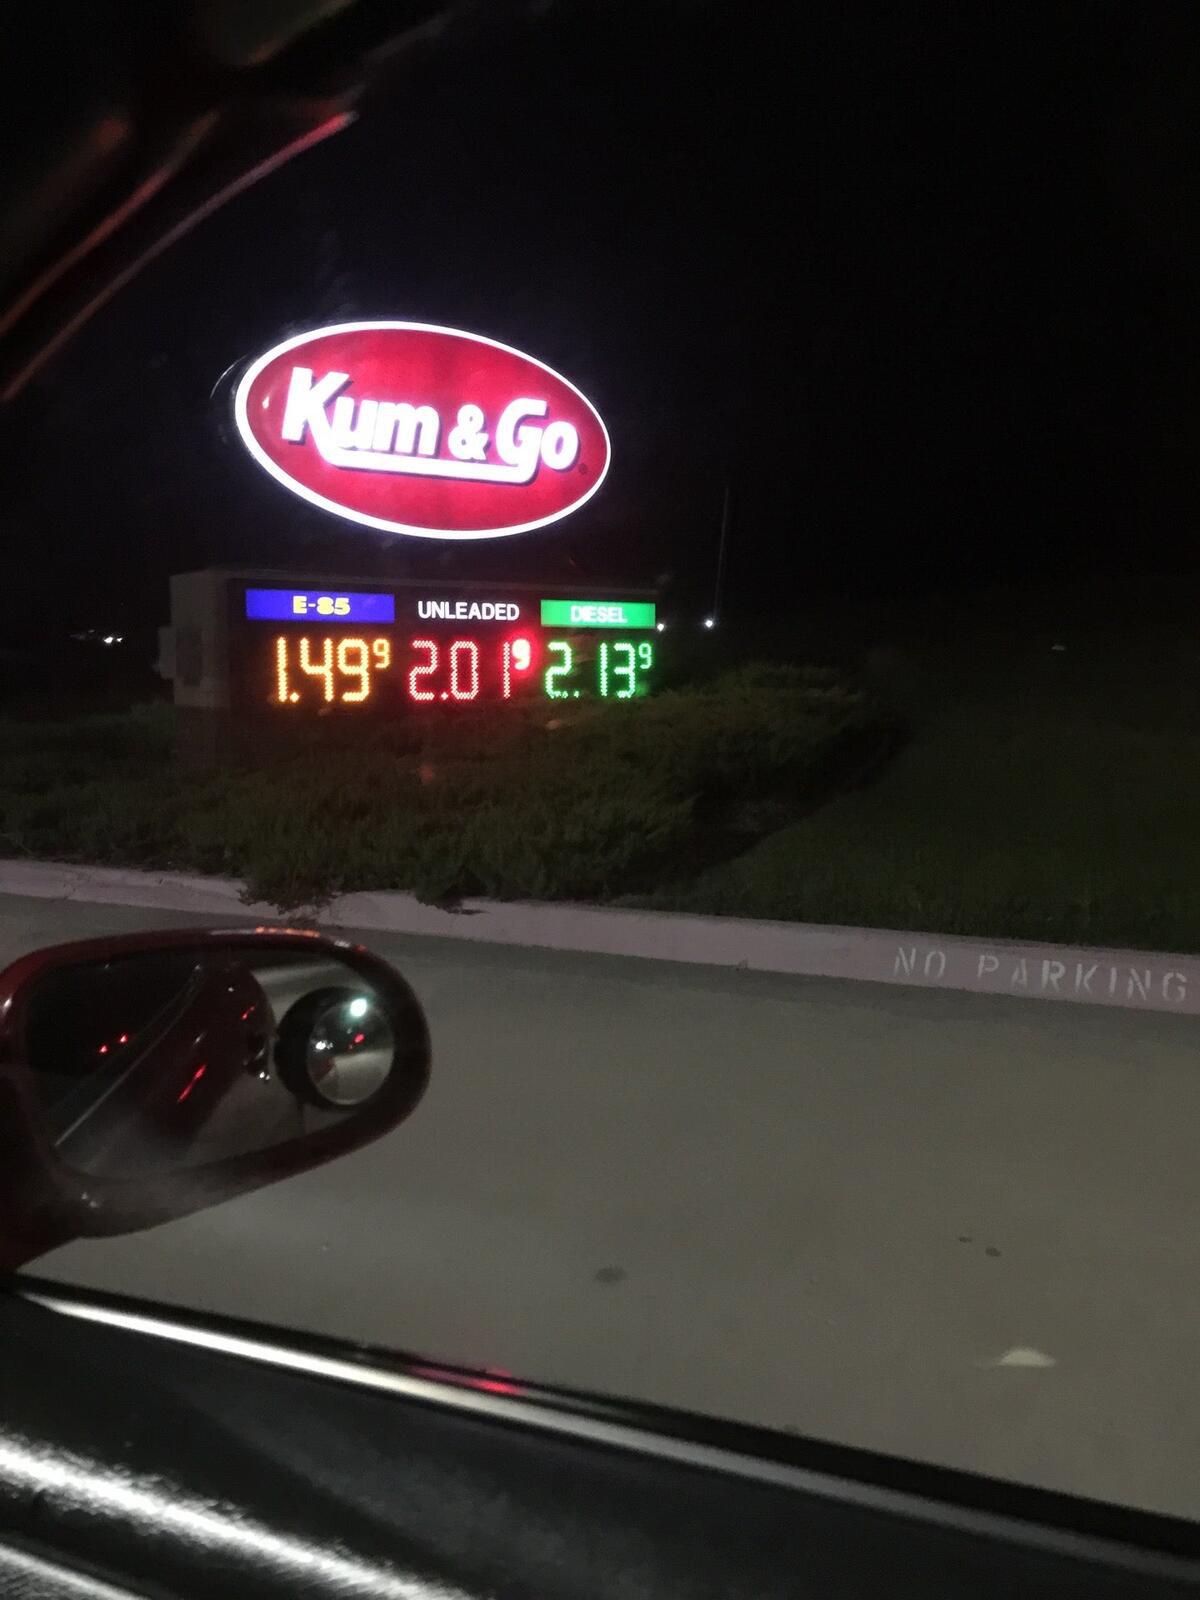 Kum & Go
E-85 UNLEADED DIESEL
1.49⁹ 2.01⁹ 2.13⁹
NO PARKING